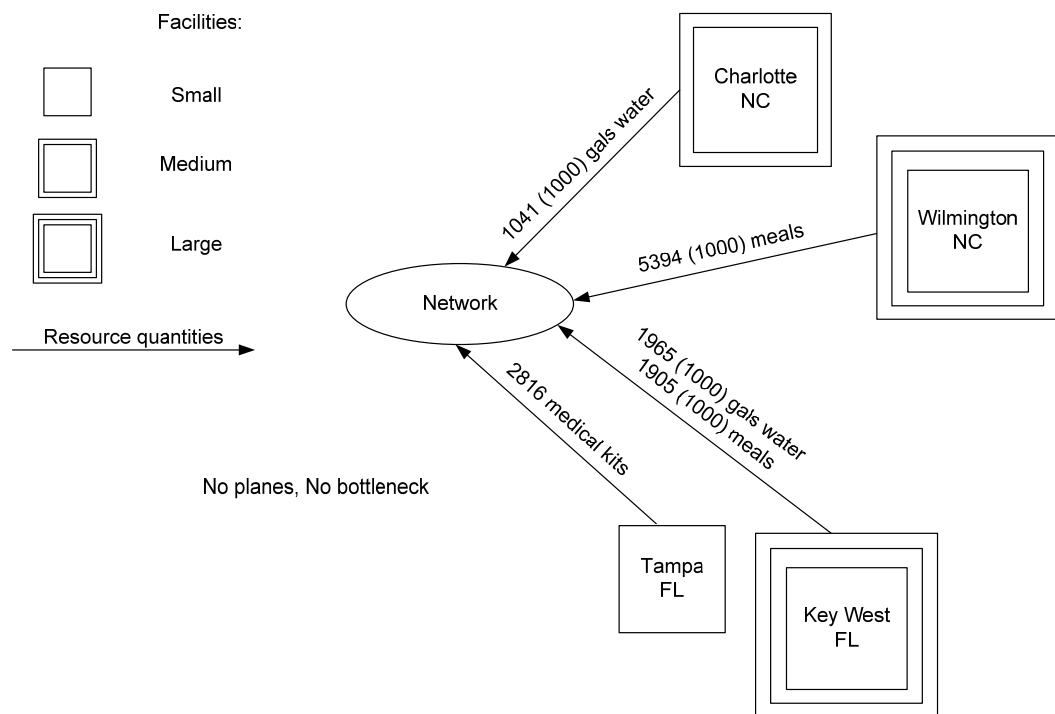 Facilities:
Small
Medium
Large
Resource quantities
Charlotte
NC
1041 (1000) gals water
Wilmington
NC
5394 (1000) meals
Network
1965 (1000) gals water
1905 (1000) meals
2816 medical kits
No planes, No bottleneck
Tampa
FL
Key West
FL